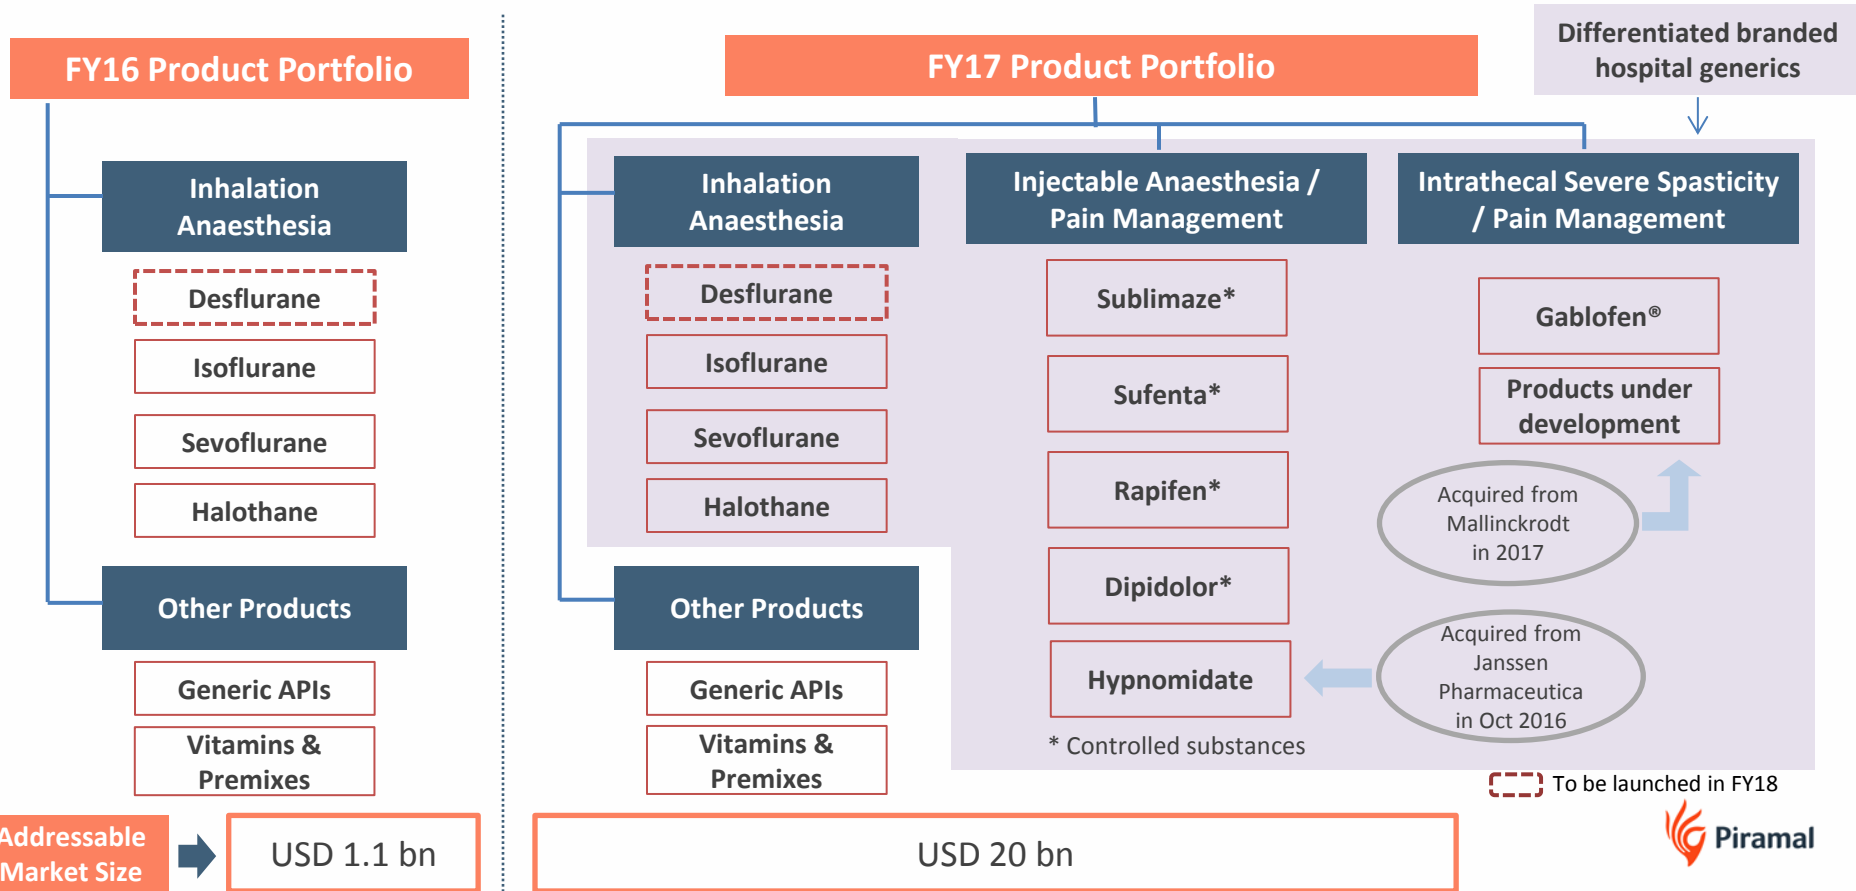 FY16 Product Portfolio
Inhalation
Anaesthesia
Desflurane
Isoflurane
Sevoflurane
Halothane
Other Products
Generic APIs
Vitamins &
Premixes
Addressable
Market Size
USD 1.1 bn
FY17 Product Portfolio
Differentiated branded
hospital generics
Inhalation
Anaesthesia
Desflurane
Isoflurane
Sevoflurane
Halothane
Other Products
Generic APIs
Vitamins &
Premixes
Injectable Anaesthesia /
Pain Management
Sublimaze*
Sufenta*
Rapifen*
Dipidolor*
Hypnomidate
* Controlled substances
Intrathecal Severe Spasticity
/ Pain Management
Gablofen®
Products under
development
Acquired from
Mallinckrodt
in 2017
Acquired from
Janssen
Pharmaceutica
in Oct 2016
To be launched in FY18
USD 20 bn
Piramal